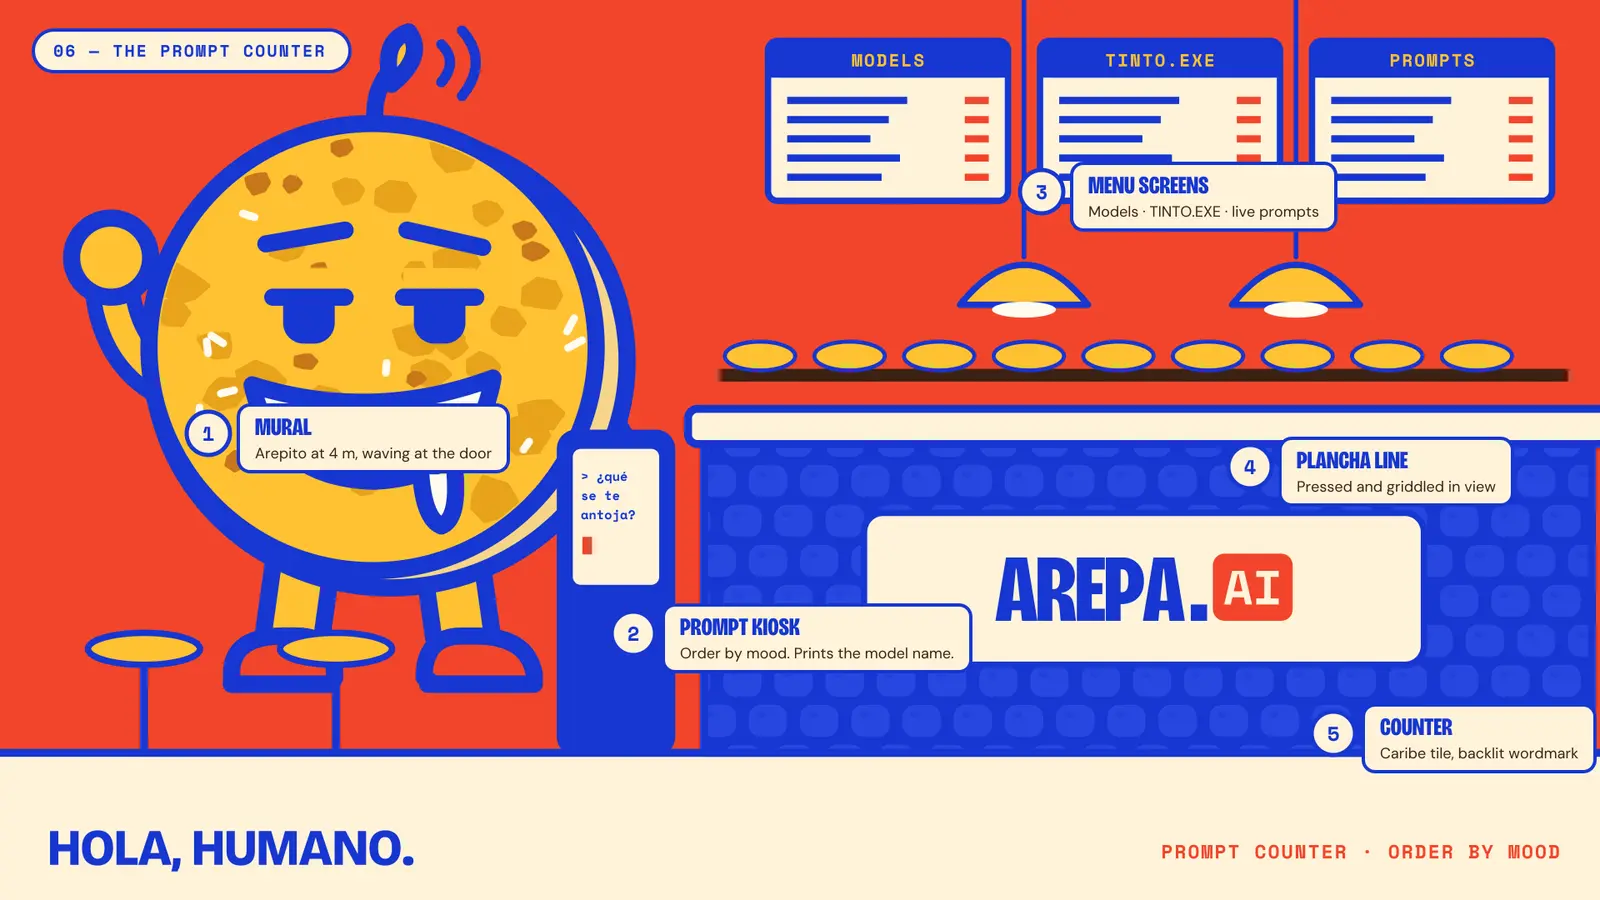 06 — THE PROMPT COUNTER
MODELS
TINTO.EXE
PROMPTS
3
MENU SCREENS
Models · TINTO.EXE · live prompts
1
MURAL
Arepito at 4 m, waving at the door
> ¿qué
se te
antoja?
4
PLANCHA LINE
Pressed and griddled in view
AREPA.AI
2
PROMPT KIOSK
Order by mood. Prints the model name.
5
COUNTER
Caribe tile, backlit wordmark
HOLA, HUMANO.
PROMPT COUNTER · ORDER BY MOOD